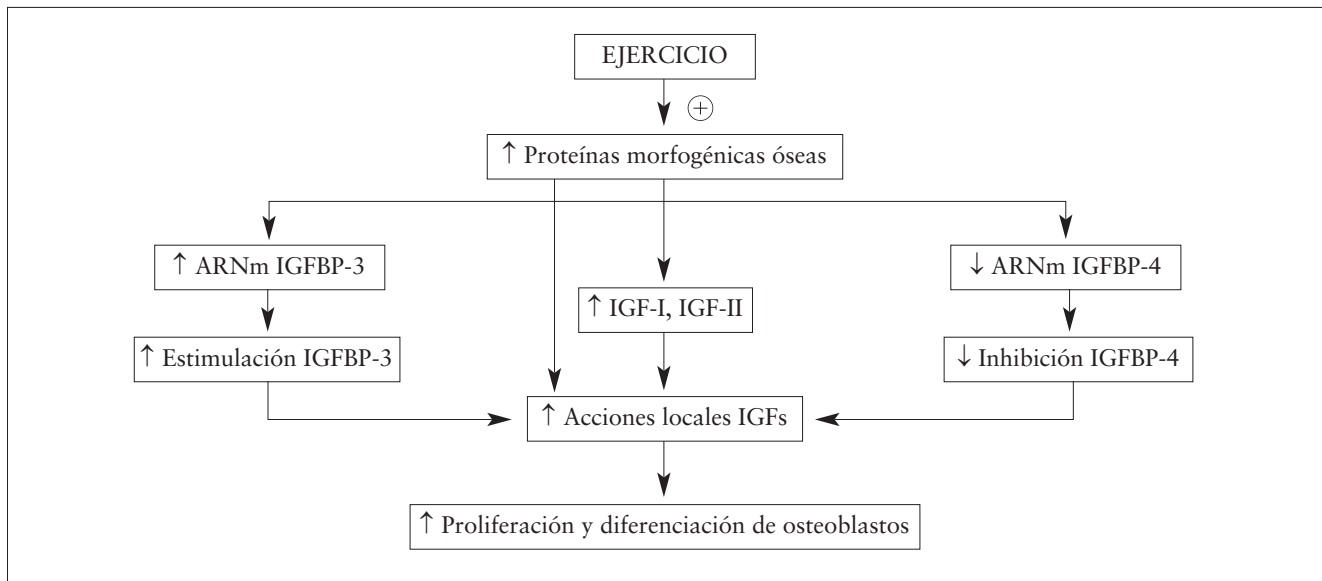 EJERCICIO
+
↑ Proteínas morfogénicas óseas
↑ ARNm IGFBP-3
↓ ARNm IGFBP-4
↑ IGF-I, IGF-II
↑ Estimulación IGFBP-3
↓ Inhibición IGFBP-4
↑ Acciones locales IGFs
↑ Proliferación y diferenciación de osteoblastos